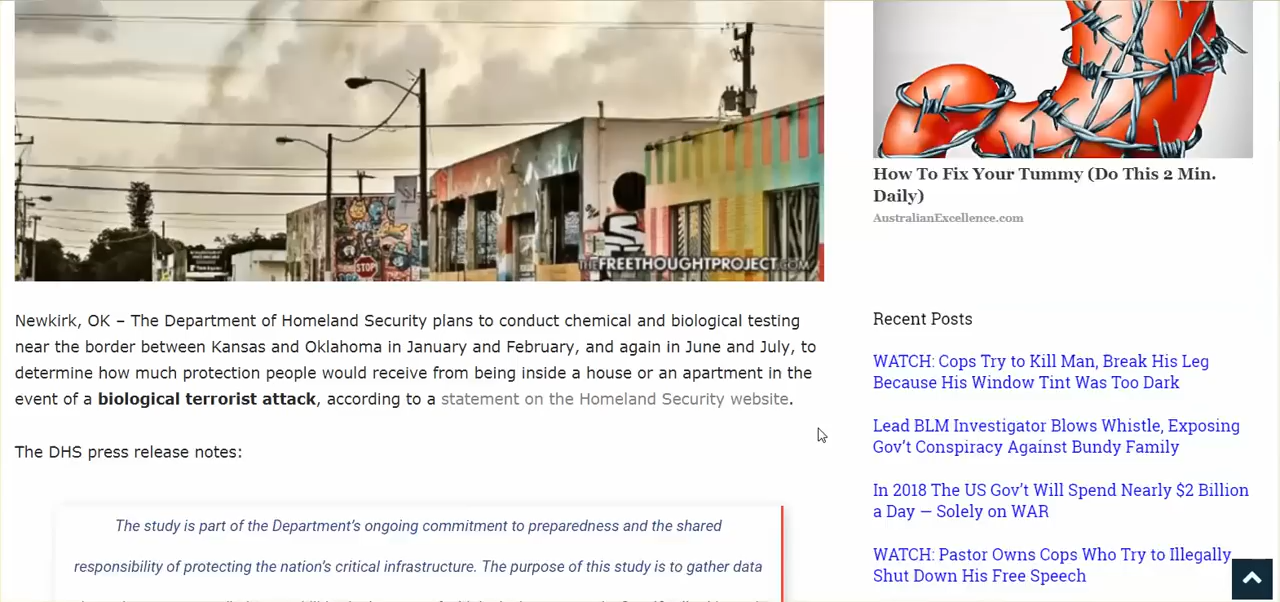 THEFREETHOUGHTPROJECT.COM
STOP
Newkirk, OK – The Department of Homeland Security plans to conduct chemical and biological testing
near the border between Kansas and Oklahoma in January and February, and again in June and July, to
determine how much protection people would receive from being inside a house or an apartment in the
event of a biological terrorist attack, according to a statement on the Homeland Security website.
The DHS press release notes:
The study is part of the Department’s ongoing commitment to preparedness and the shared
responsibility of protecting the nation’s critical infrastructure. The purpose of this study is to gather data
How To Fix Your Tummy (Do This 2 Min.
Daily)
AustralianExcellence.com
Recent Posts
WATCH: Cops Try to Kill Man, Break His Leg
Because His Window Tint Was Too Dark
Lead BLM Investigator Blows Whistle, Exposing
Gov’t Conspiracy Against Bundy Family
In 2018 The US Gov’t Will Spend Nearly $2 Billion
a Day — Solely on WAR
WATCH: Pastor Owns Cops Who Try to Illegally
Shut Down His Free Speech